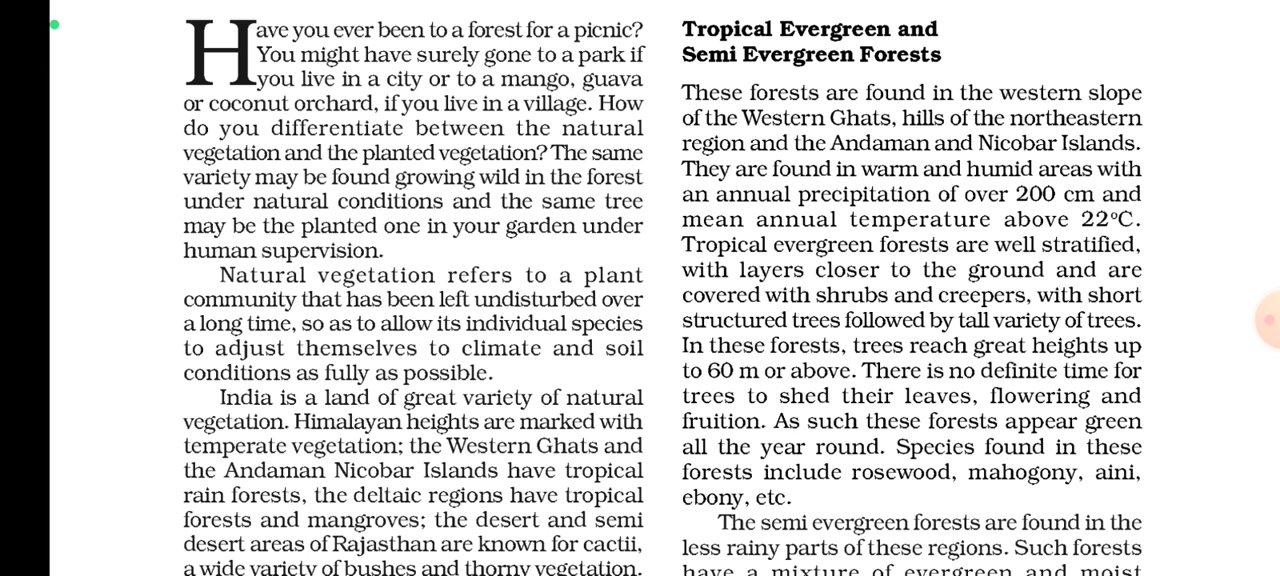 Have you ever been to a forest for a picnic?
You might have surely gone to a park if
you live in a city or to a mango, guava
or coconut orchard, if you live in a village. How
do you differentiate between the natural
vegetation and the planted vegetation? The same
variety may be found growing wild in the forest
under natural conditions and the same tree
may be the planted one in your garden under
human supervision.
Natural vegetation refers to a plant
community that has been left undisturbed over
a long time, so as to allow its individual species
to adjust themselves to climate and soil
conditions as fully as possible.
India is a land of great variety of natural
vegetation. Himalayan heights are marked with
temperate vegetation; the Western Ghats and
the Andaman Nicobar Islands have tropical
rain forests, the deltaic regions have tropical
forests and mangroves; the desert and semi
desert areas of Rajasthan are known for cactii,
a wide variety of bushes and thorny vegetation.
Tropical Evergreen and
Semi Evergreen Forests
These forests are found in the western slope
of the Western Ghats, hills of the northeastern
region and the Andaman and Nicobar Islands.
They are found in warm and humid areas with
an annual precipitation of over 200 cm and
mean annual temperature above 22°C.
Tropical evergreen forests are well stratified,
with layers closer to the ground and are
covered with shrubs and creepers, with short
structured trees followed by tall variety of trees.
In these forests, trees reach great heights up
to 60 m or above. There is no definite time for
trees to shed their leaves, flowering and
fruition. As such these forests appear green
all the year round. Species found in these
forests include rosewood, mahogony, aini,
ebony, etc.
The semi evergreen forests are found in the
less rainy parts of these regions. Such forests
have a mixture of evergreen and moist